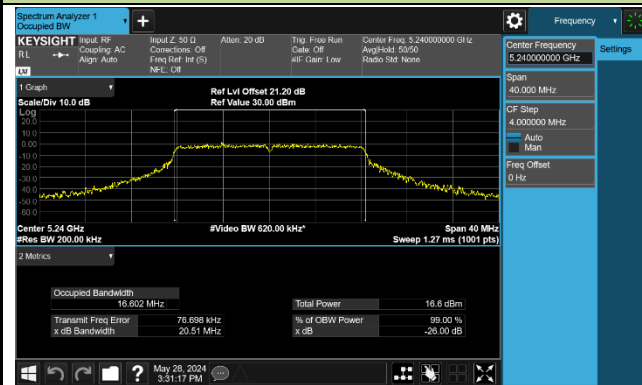 Spectrum Analyzer 1
Occupied BW
Frequency
KEYSIGHT
RL
Input: RF
Coupling: AC
Align: Auto
Input Z: 50 Ω
Corrections: Off
Freq Ref: Int (S)
NFE: Off
Atten: 20 dB
Trig: Free Run
Gate: Off
#IF Gain: Low
Center Freq: 5.240000000 GHz
Avg|Hold: 50/50
Radio Std: None
LXI
Center Frequency
5.240000000 GHz
Settings
Span
40.000 MHz
CF Step
4.000000 MHz
Auto
Man
Freq Offset
0 Hz
1 Graph
Scale/Div 10.0 dB
Ref Lvl Offset 21.20 dB
Ref Value 30.00 dBm
Log
20.0
10.0
0.00
-10.0
-20.0
-30.0
-40.0
-50.0
-60.0
Center 5.24 GHz
#Res BW 200.00 kHz
#Video BW 620.00 kHz*
Span 40 MHz
Sweep 1.27 ms (1001 pts)
2 Metrics
Occupied Bandwidth
16.602 MHz
Total Power 16.6 dBm
Transmit Freq Error 76.698 kHz
% of OBW Power 99.00 %
x dB Bandwidth 20.51 MHz
x dB -26.00 dB
?
May 28, 2024
3:31:17 PM